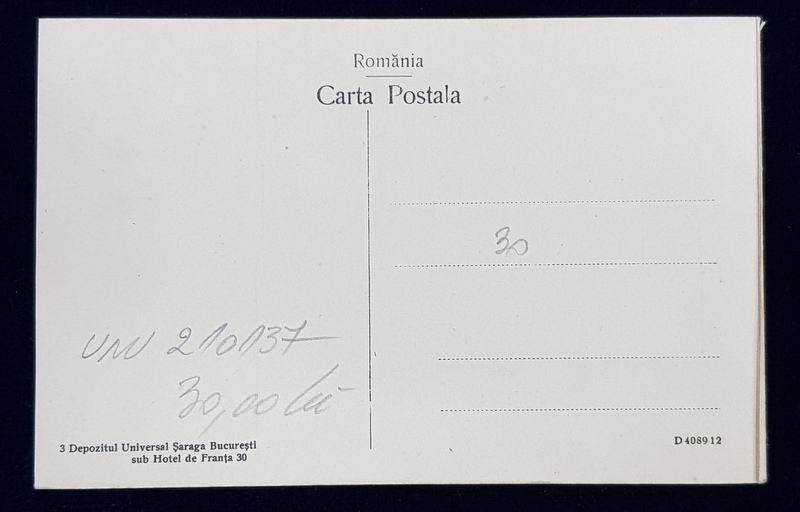 România
Carta Postala
30
210137
30,00 lei
3 Depozitul Universal Şaraga Bucureşti
sub Hotel de Franţa 30
D 4089 12